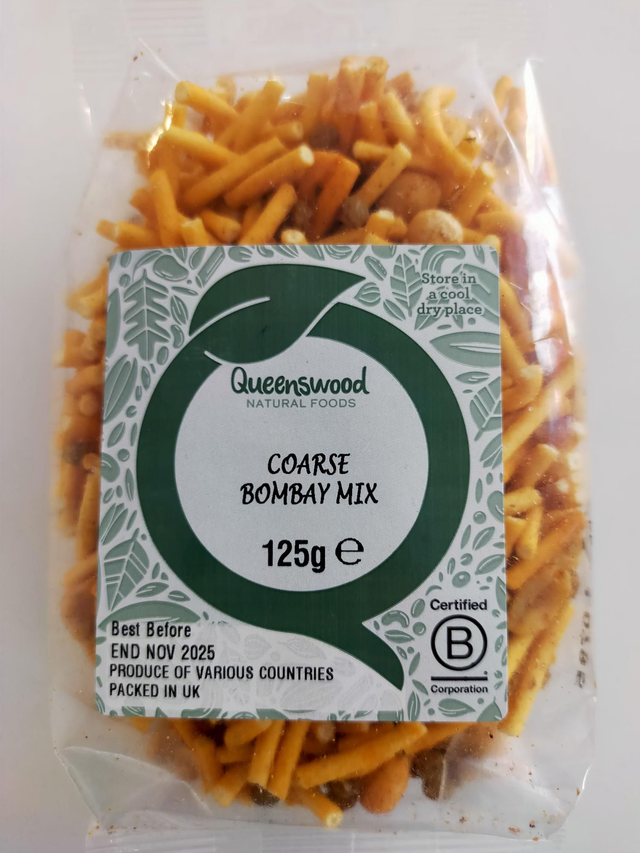 Store in
a cool
dry place
Queenswood
NATURAL FOODS
COARSE
BOMBAY MIX
125g ℮
Certified
B
Corporation
Best Before
END NOV 2025
PRODUCE OF VARIOUS COUNTRIES
PACKED IN UK